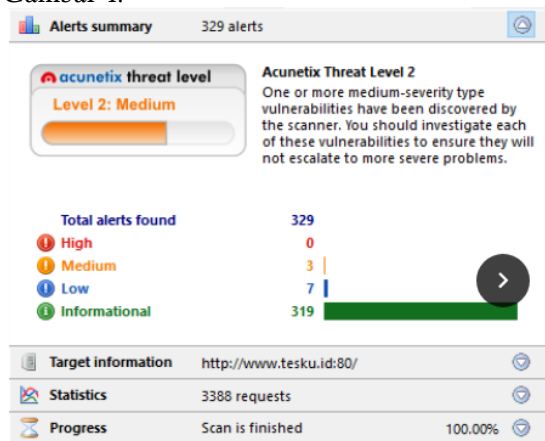 Alerts summary 329 alerts
acunetix threat level
Level 2: Medium
Acunetix Threat Level 2
One or more medium-severity type
vulnerabilities have been discovered by
the scanner. You should investigate each
of these vulnerabilities to ensure they will
not escalate to more severe problems.
Total alerts found 329
High 0
Medium 3
Low 7
Informational 319
Target information http://www.tesku.id:80/
Statistics 3388 requests
Progress Scan is finished 100.00%